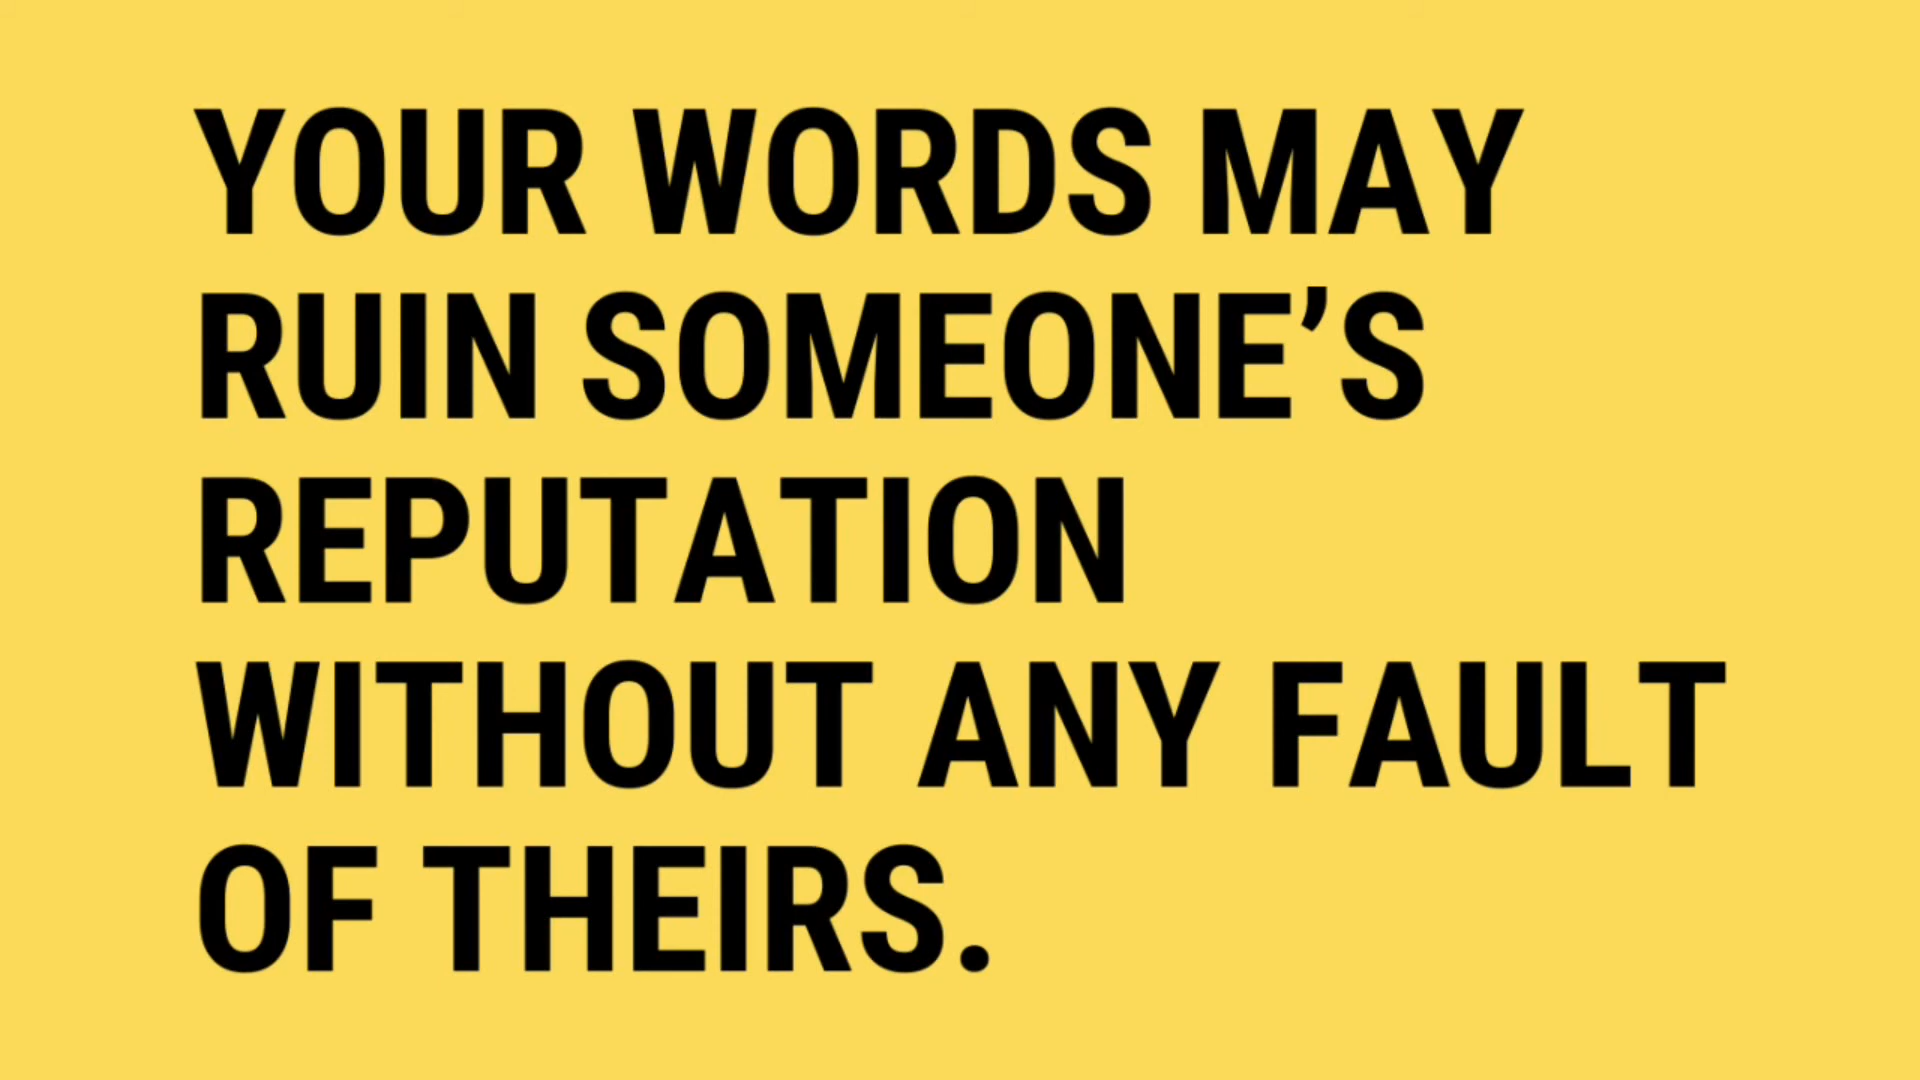 YOUR WORDS MAY
RUIN SOMEONE’S
REPUTATION
WITHOUT ANY FAULT
OF THEIRS.